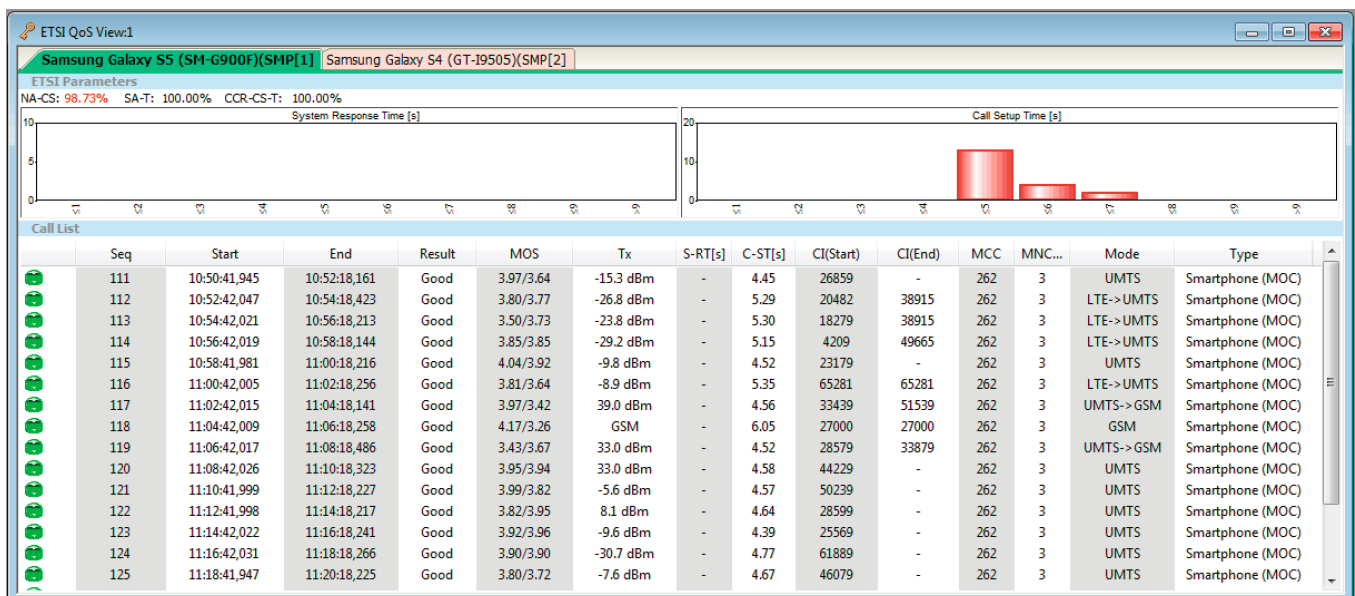 ETSI QoS View:1
Samsung Galaxy S5 (SM-G900F)(SMP[1] Samsung Galaxy S4 (GT-I9505)(SMP[2]
ETSI Parameters
NA-CS: 98.73% SA-T: 100.00% CCR-CS-T: 100.00%
System Response Time [s]
10
5
0
≤1 ≤2 ≤3 ≤4 ≤5 ≤6 ≤7 ≤8 ≤9 >9
Call Setup Time [s]
20
10
0
≤1 ≤2 ≤3 ≤4 ≤5 ≤6 ≤7 ≤8 ≤9 >9
Call List
Seq Start End Result MOS Tx S-RT[s] C-ST[s] CI(Start) CI(End) MCC MNC... Mode Type
111 10:50:41,945 10:52:18,161 Good 3.97/3.64 -15.3 dBm - 4.45 26859 - 262 3 UMTS Smartphone (MOC)
112 10:52:42,047 10:54:18,423 Good 3.80/3.77 -26.8 dBm - 5.29 20482 38915 262 3 LTE->UMTS Smartphone (MOC)
113 10:54:42,021 10:56:18,213 Good 3.50/3.73 -23.8 dBm - 5.30 18279 38915 262 3 LTE->UMTS Smartphone (MOC)
114 10:56:42,019 10:58:18,144 Good 3.85/3.85 -29.2 dBm - 5.15 4209 49665 262 3 LTE->UMTS Smartphone (MOC)
115 10:58:41,981 11:00:18,216 Good 4.04/3.92 -9.8 dBm - 4.52 23179 - 262 3 UMTS Smartphone (MOC)
116 11:00:42,005 11:02:18,256 Good 3.81/3.64 -8.9 dBm - 5.35 65281 65281 262 3 LTE->UMTS Smartphone (MOC)
117 11:02:42,015 11:04:18,141 Good 3.97/3.42 39.0 dBm - 4.56 33439 51539 262 3 UMTS->GSM Smartphone (MOC)
118 11:04:42,009 11:06:18,258 Good 4.17/3.26 GSM - 6.05 27000 27000 262 3 GSM Smartphone (MOC)
119 11:06:42,017 11:08:18,486 Good 3.43/3.67 33.0 dBm - 4.52 28579 33879 262 3 UMTS->GSM Smartphone (MOC)
120 11:08:42,026 11:10:18,323 Good 3.95/3.94 33.0 dBm - 4.58 44229 - 262 3 UMTS Smartphone (MOC)
121 11:10:41,999 11:12:18,227 Good 3.99/3.82 -5.6 dBm - 4.57 50239 - 262 3 UMTS Smartphone (MOC)
122 11:12:41,998 11:14:18,217 Good 3.82/3.95 8.1 dBm - 4.64 28599 - 262 3 UMTS Smartphone (MOC)
123 11:14:42,022 11:16:18,241 Good 3.92/3.96 -9.6 dBm - 4.39 25569 - 262 3 UMTS Smartphone (MOC)
124 11:16:42,031 11:18:18,266 Good 3.90/3.90 -30.7 dBm - 4.77 61889 - 262 3 UMTS Smartphone (MOC)
125 11:18:41,947 11:20:18,225 Good 3.80/3.72 -7.6 dBm - 4.67 46079 - 262 3 UMTS Smartphone (MOC)